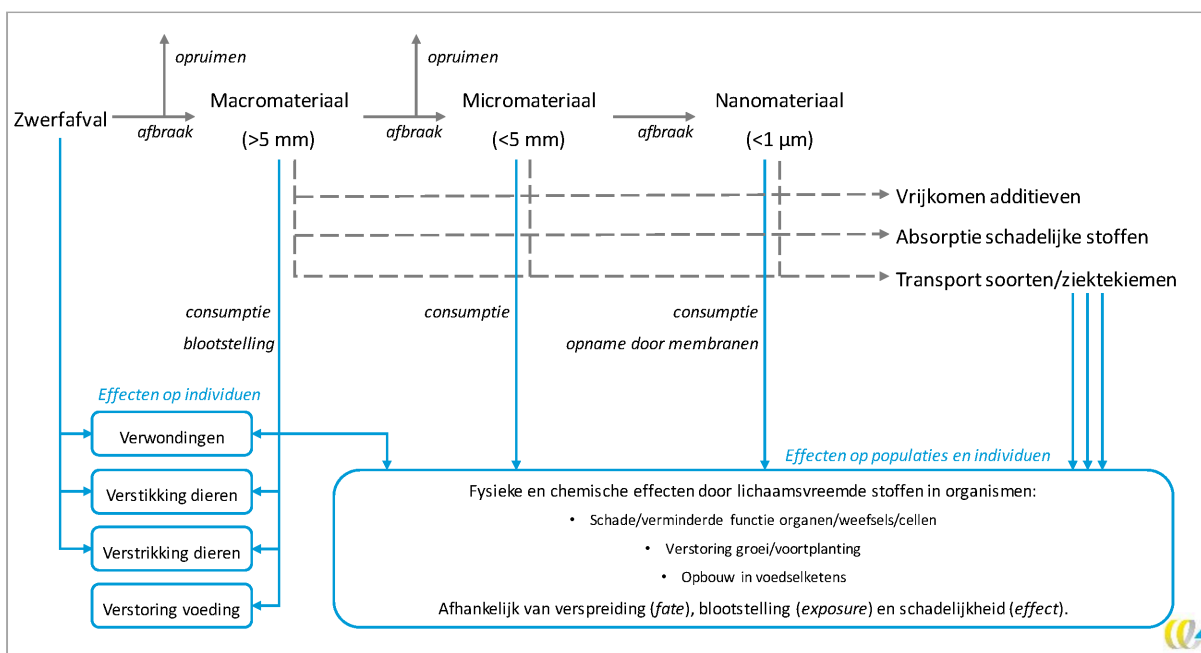 opruimen
opruimen
Zwerfafval
afbraak
Macromateriaal
(>5 mm)
afbraak
Micromateriaal
(<5 mm)
afbraak
Nanomateriaal
(<1 µm)
Vrijkomen additieven
Absorptie schadelijke stoffen
Transport soorten/ziektekiemen
consumptie
blootstelling
consumptie
consumptie
opname door membranen
Effecten op individuen
Verwondingen
Verstikking dieren
Verstrikking dieren
Verstoring voeding
Effecten op populaties en individuen
Fysieke en chemische effecten door lichaamsvreemde stoffen in organismen:
• Schade/verminderde functie organen/weefsels/cellen
• Verstoring groei/voortplanting
• Opbouw in voedselketens
Afhankelijk van verspreiding (fate), blootstelling (exposure) en schadelijkheid (effect).